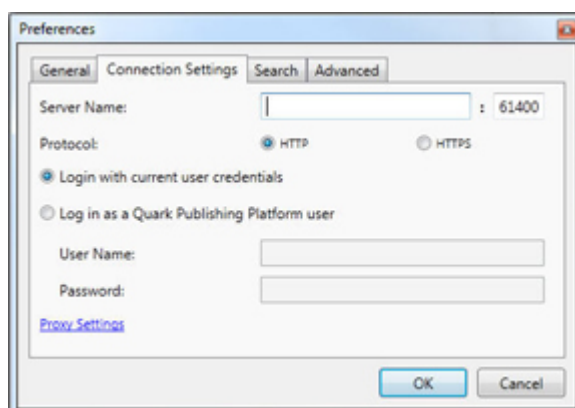 Preferences
General Connection Settings Search Advanced
Server Name: : 61400
Protocol: HTTP HTTPS
Login with current user credentials
Log in as a Quark Publishing Platform user
User Name:
Password:
Proxy Settings
OK Cancel